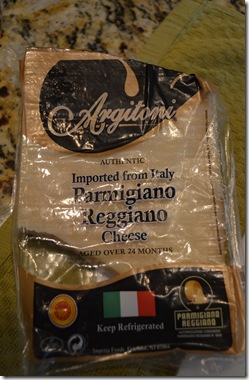 Argitoni
AUTHENTIC
Imported from Italy
Parmigiano
Reggiano
Cheese
AGED OVER 24 MONTHS
Keep Refrigerated
PARMIGIANO
REGGIANO